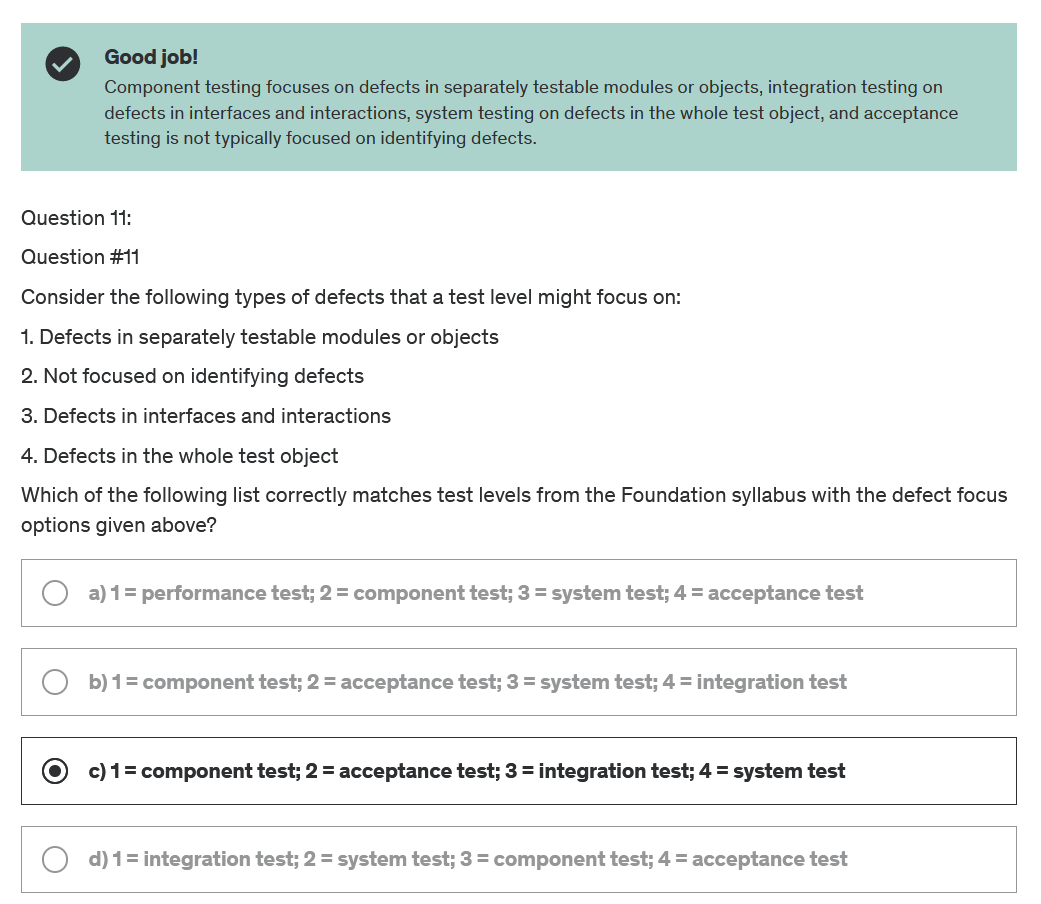 Good job!
Component testing focuses on defects in separately testable modules or objects, integration testing on
defects in interfaces and interactions, system testing on defects in the whole test object, and acceptance
testing is not typically focused on identifying defects.
Question 11:
Question #11
Consider the following types of defects that a test level might focus on:
1. Defects in separately testable modules or objects
2. Not focused on identifying defects
3. Defects in interfaces and interactions
4. Defects in the whole test object
Which of the following list correctly matches test levels from the Foundation syllabus with the defect focus
options given above?
a) 1 = performance test; 2 = component test; 3 = system test; 4 = acceptance test
b) 1 = component test; 2 = acceptance test; 3 = system test; 4 = integration test
c) 1 = component test; 2 = acceptance test; 3 = integration test; 4 = system test
d) 1 = integration test; 2 = system test; 3 = component test; 4 = acceptance test